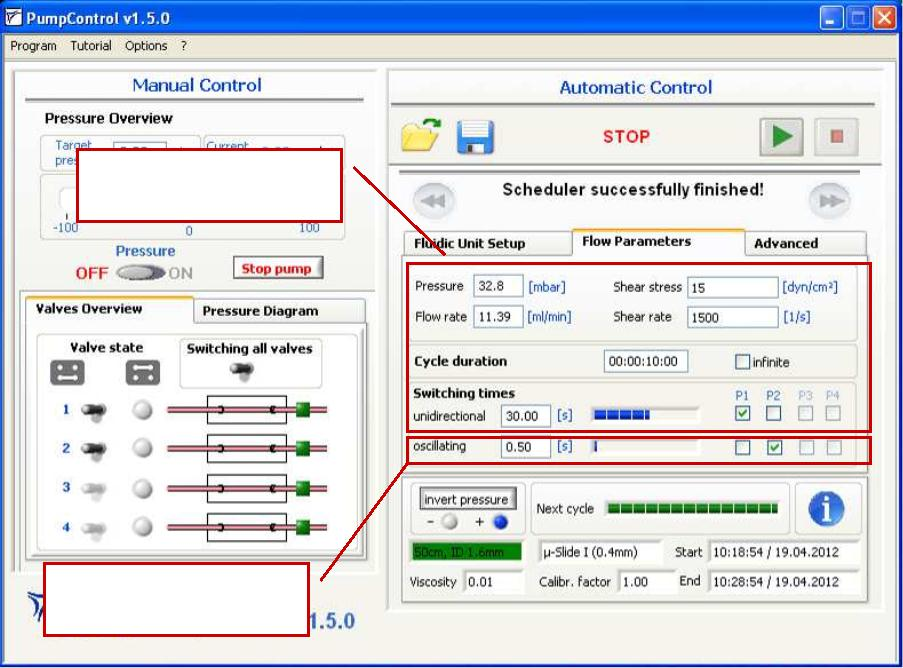 PumpControl v1.5.0
Program Tutorial Options ?
Manual Control
Pressure Overview
Target
Current
-100 0 100
Pressure
OFF ON
Stop pump
Valves Overview
Pressure Diagram
Valve state
Switching all valves
1
2
3
4
1.5.0
Automatic Control
STOP
Scheduler successfully finished!
Fluidic Unit Setup
Flow Parameters
Advanced
Pressure 32.8 [mbar] Shear stress 15 [dyn/cm²]
Flow rate 11.39 [ml/min] Shear rate 1500 [1/s]
Cycle duration 00:00:10:00 infinite
Switching times P1 P2 P3 P4
unidirectional 30.00 [s]
oscillating 0.50 [s]
invert pressure
- +
Next cycle
50cm, ID 1.6mm
µ-Slide I (0.4mm)
Start 10:18:54 / 19.04.2012
Viscosity 0.01 Calibr. factor 1.00 End 10:28:54 / 19.04.2012